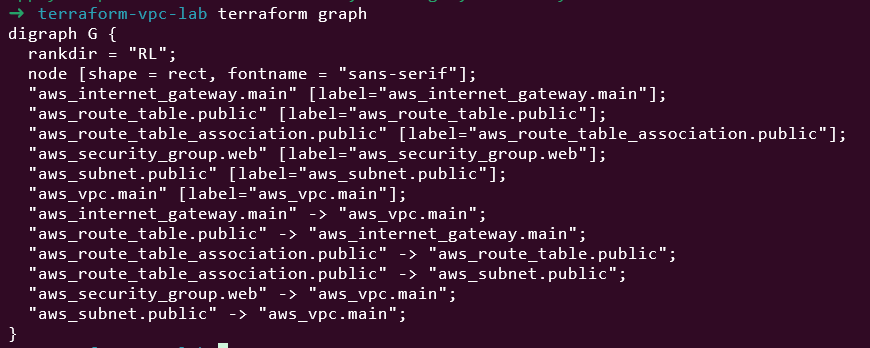 ➜ terraform-vpc-lab terraform graph
digraph G {
  rankdir = "RL";
  node [shape = rect, fontname = "sans-serif"];
  "aws_internet_gateway.main" [label="aws_internet_gateway.main"];
  "aws_route_table.public" [label="aws_route_table.public"];
  "aws_route_table_association.public" [label="aws_route_table_association.public"];
  "aws_security_group.web" [label="aws_security_group.web"];
  "aws_subnet.public" [label="aws_subnet.public"];
  "aws_vpc.main" [label="aws_vpc.main"];
  "aws_internet_gateway.main" -> "aws_vpc.main";
  "aws_route_table.public" -> "aws_internet_gateway.main";
  "aws_route_table_association.public" -> "aws_route_table.public";
  "aws_route_table_association.public" -> "aws_subnet.public";
  "aws_security_group.web" -> "aws_vpc.main";
  "aws_subnet.public" -> "aws_vpc.main";
}